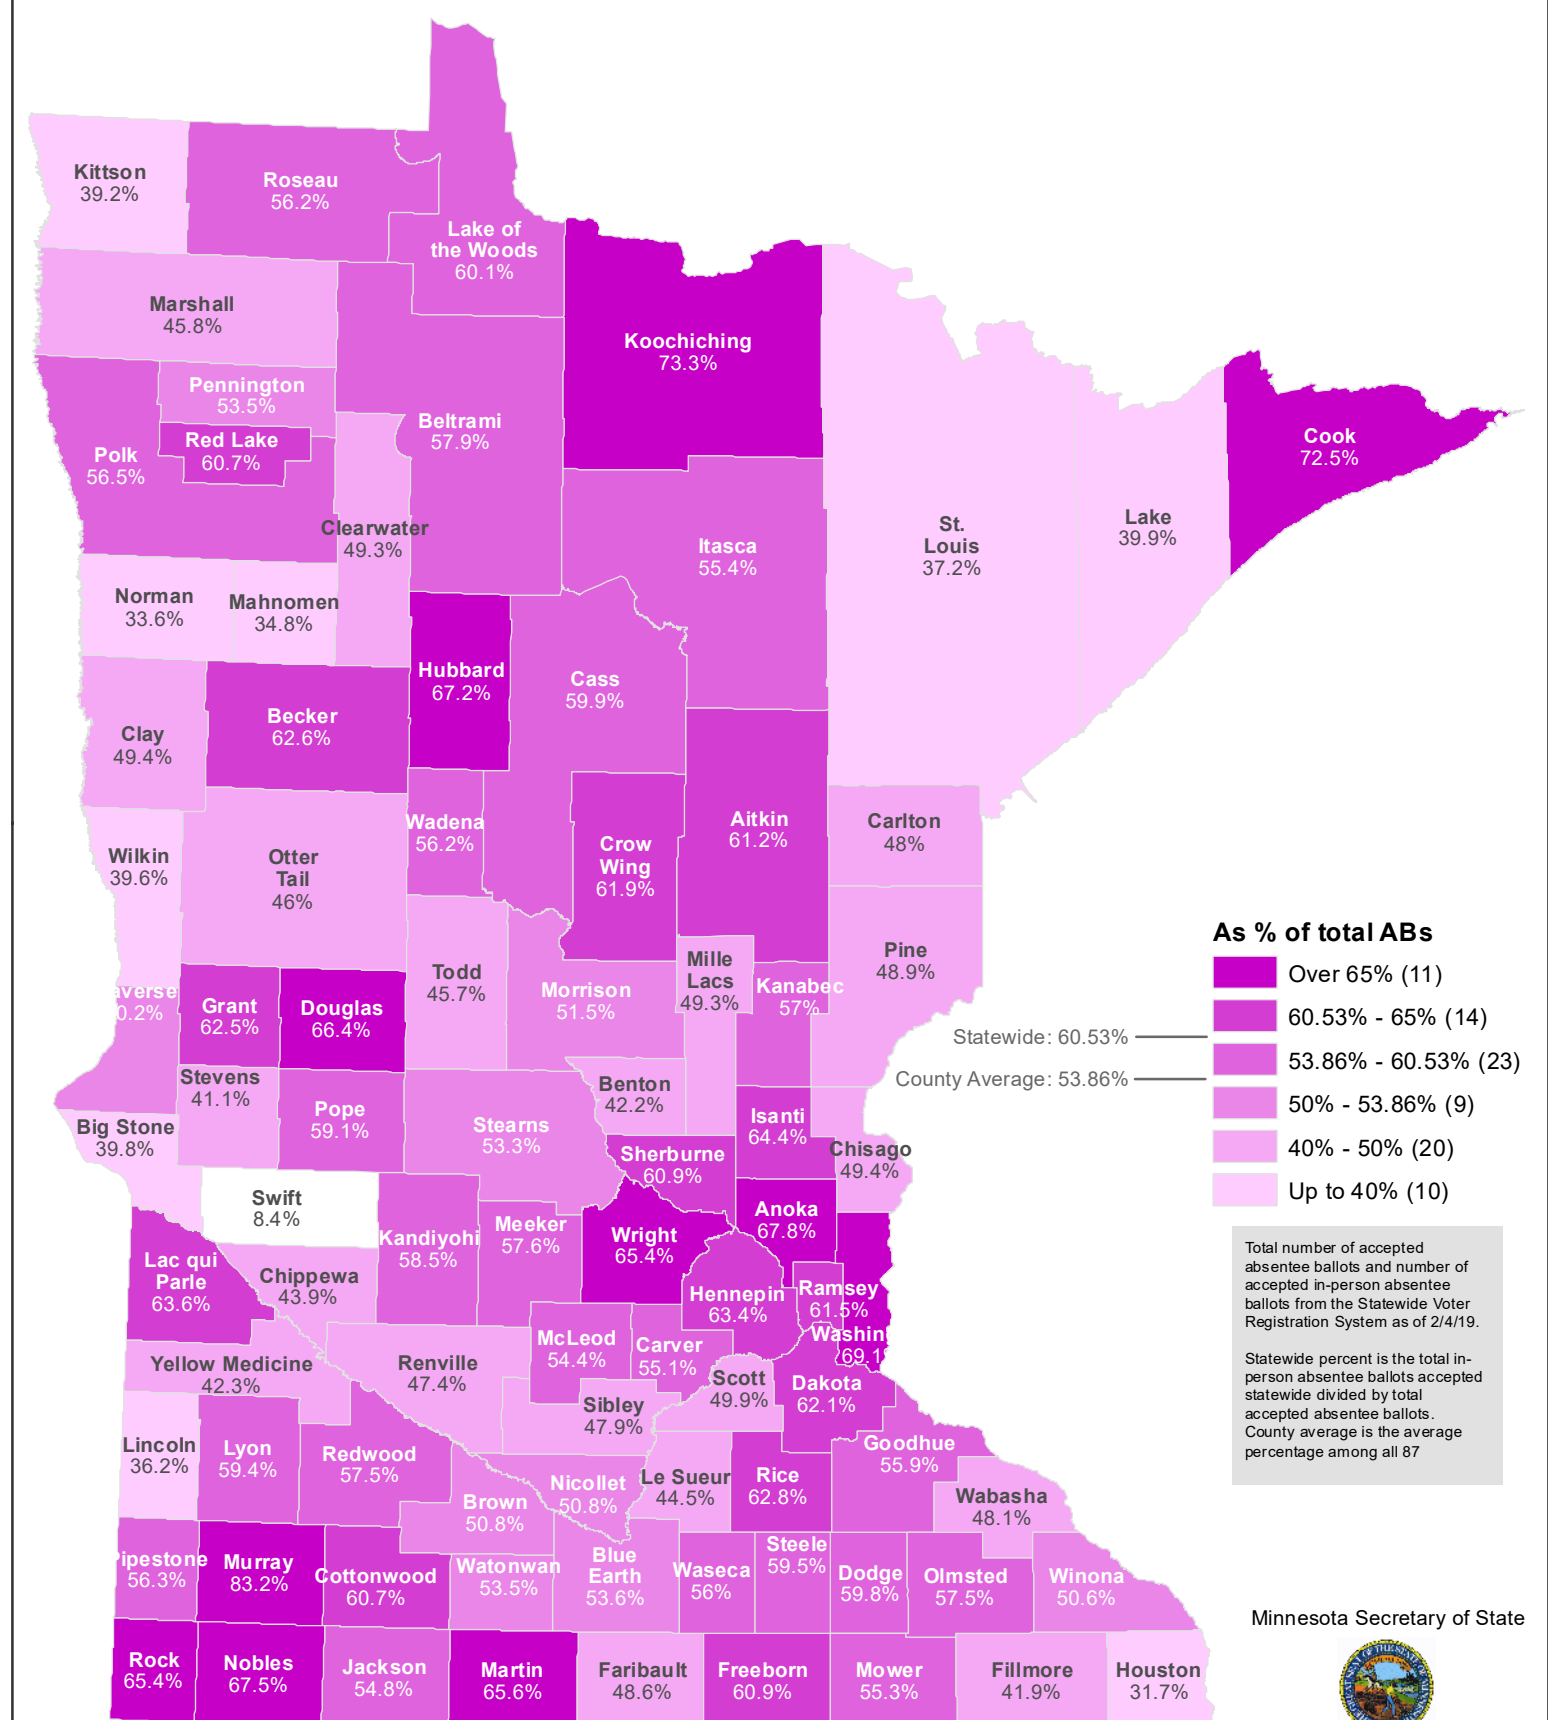 Kittson
39.2%
Roseau
56.2%
Lake of
the Woods
60.1%
Marshall
45.8%
Koochiching
73.3%
Pennington
53.5%
Beltrami
57.9%
Red Lake
60.7%
Polk
56.5%
Cook
72.5%
Clearwater
49.3%
Itasca
55.4%
St.
Louis
37.2%
Lake
39.9%
Norman
33.6%
Mahnomen
34.8%
Hubbard
67.2%
Cass
59.9%
Becker
62.6%
Clay
49.4%
Wadena
56.2%
Crow
Wing
61.9%
Aitkin
61.2%
Carlton
48%
Wilkin
39.6%
Otter
Tail
46%
Pine
48.9%
Mille
Lacs
49.3%
Todd
45.7%
Morrison
51.5%
Kanabec
57%
averse
0.2%
Grant
62.5%
Douglas
66.4%
Stevens
41.1%
Pope
59.1%
Benton
42.2%
Stearns
53.3%
Isanti
64.4%
Big Stone
39.8%
Sherburne
60.9%
Chisago
49.4%
Swift
8.4%
Kandiyohi
58.5%
Meeker
57.6%
Wright
65.4%
Anoka
67.8%
Lac qui
Parle
63.6%
Chippewa
43.9%
Hennepin
63.4%
Ramsey
61.5%
Washin
69.1
McLeod
54.4%
Carver
55.1%
Yellow Medicine
42.3%
Renville
47.4%
Scott
49.9%
Dakota
62.1%
Sibley
47.9%
Lincoln
36.2%
Lyon
59.4%
Redwood
57.5%
Goodhue
55.9%
Nicollet
50.8%
Le Sueur
44.5%
Rice
62.8%
Brown
50.8%
Wabasha
48.1%
Pipestone
56.3%
Murray
83.2%
Cottonwood
60.7%
Watonwan
53.5%
Blue
Earth
53.6%
Waseca
56%
Steele
59.5%
Dodge
59.8%
Olmsted
57.5%
Winona
50.6%
Rock
65.4%
Nobles
67.5%
Jackson
54.8%
Martin
65.6%
Faribault
48.6%
Freeborn
60.9%
Mower
55.3%
Fillmore
41.9%
Houston
31.7%
As % of total ABs
Over 65% (11)
60.53% - 65% (14)
Statewide: 60.53%
53.86% - 60.53% (23)
County Average: 53.86%
50% - 53.86% (9)
40% - 50% (20)
Up to 40% (10)
Total number of accepted
absentee ballots and number of
accepted in-person absentee
ballots from the Statewide Voter
Registration System as of 2/4/19.
Statewide percent is the total in-
person absentee ballots accepted
statewide divided by total
accepted absentee ballots.
County average is the average
percentage among all 87
Minnesota Secretary of State